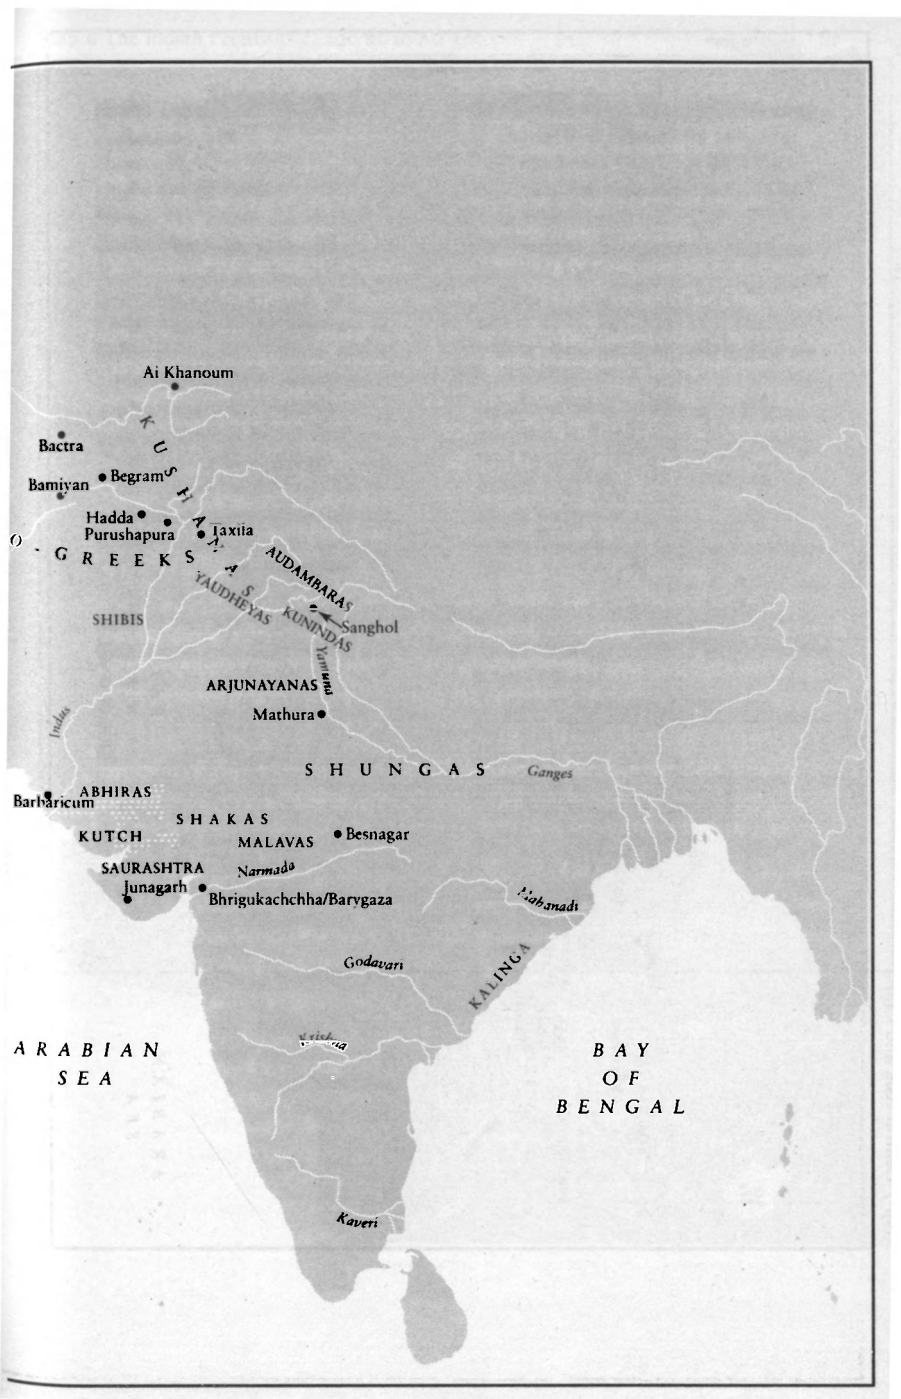 Ai Khanoum
KUSHANAS
Bactra
Begram
Bamiyan
Hadda
Purushapura
Taxila
O - GREEKS
AUDAMBARAS
YAUDHEYAS
SHIBIS
KUNINDAS
Sanghol
Yamuna
ARJUNAYANAS
Mathura
Indus
SHUNGAS
Ganges
ABHIRAS
Barbaricum
SHAKAS
KUTCH
MALAVAS
Besnagar
SAURASHTRA
Narmada
Junagarh
Bhrigukachchha/Barygaza
Mahanadi
Godavari
KALINGA
Krishna
ARABIAN
SEA
BAY
OF
BENGAL
Kaveri